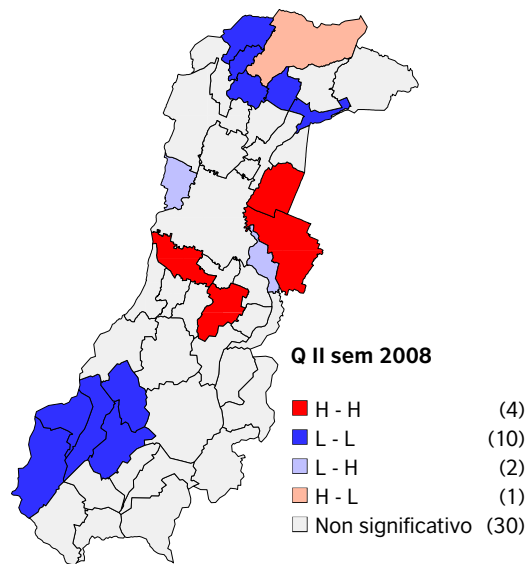 Q II sem 2008
H - H (4)
L - L (10)
L - H (2)
H - L (1)
Non significativo (30)